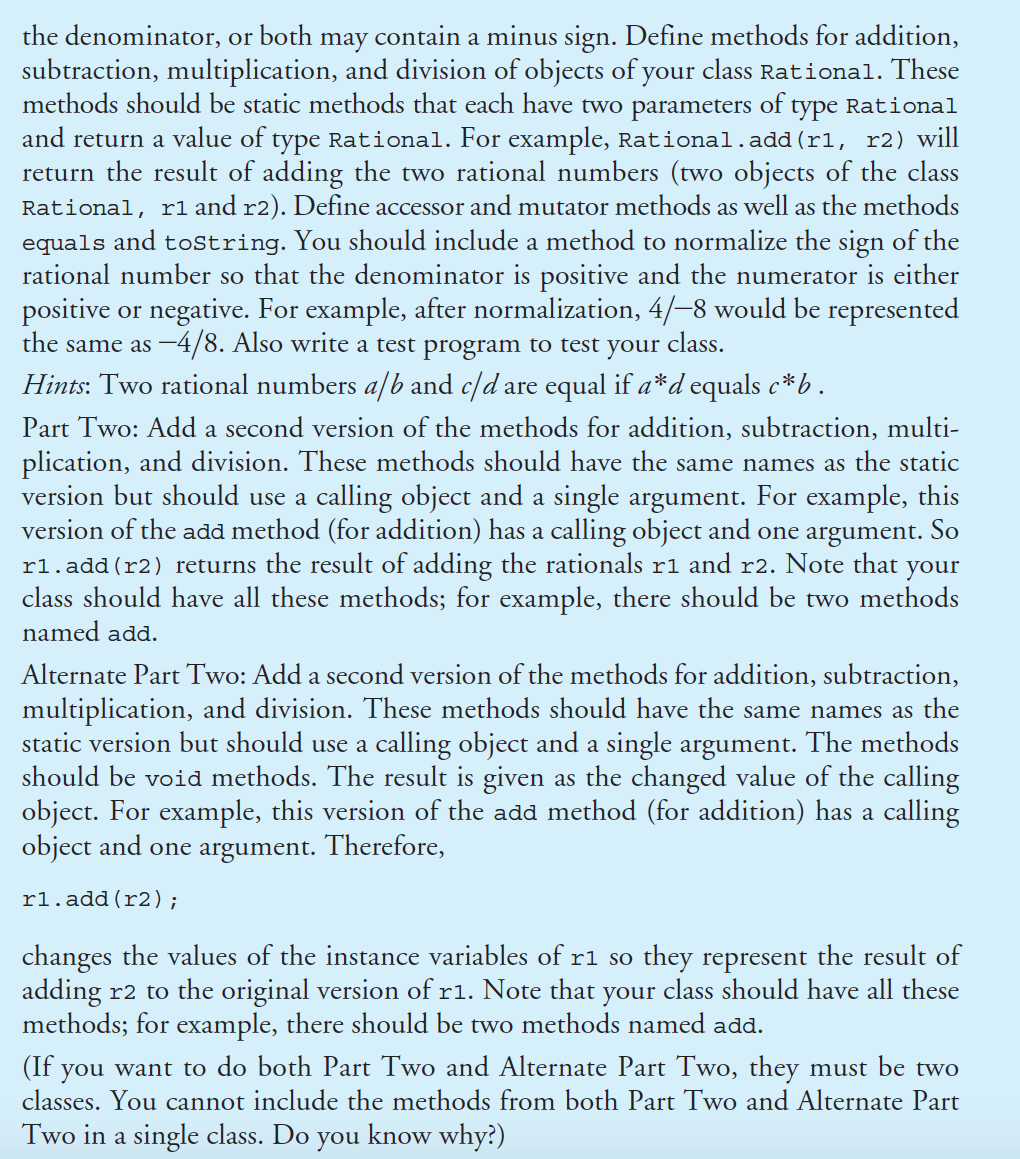 the denominator, or both may contain a minus sign. Define methods for addition,
subtraction, multiplication, and division of objects of your class Rational. These
methods should be static methods that each have two parameters of type Rational
and return a value of type Rational. For example, Rational.add(r1, r2) will
return the result of adding the two rational numbers (two objects of the class
Rational, r1 and r2). Define accessor and mutator methods as well as the methods
equals and toString. You should include a method to normalize the sign of the
rational number so that the denominator is positive and the numerator is either
positive or negative. For example, after normalization, 4/−8 would be represented
the same as −4/8. Also write a test program to test your class.
Hints: Two rational numbers a/b and c/d are equal if a*d equals c*b .
Part Two: Add a second version of the methods for addition, subtraction, multi-
plication, and division. These methods should have the same names as the static
version but should use a calling object and a single argument. For example, this
version of the add method (for addition) has a calling object and one argument. So
r1.add(r2) returns the result of adding the rationals r1 and r2. Note that your
class should have all these methods; for example, there should be two methods
named add.
Alternate Part Two: Add a second version of the methods for addition, subtraction,
multiplication, and division. These methods should have the same names as the
static version but should use a calling object and a single argument. The methods
should be void methods. The result is given as the changed value of the calling
object. For example, this version of the add method (for addition) has a calling
object and one argument. Therefore,
r1.add(r2);
changes the values of the instance variables of r1 so they represent the result of
adding r2 to the original version of r1. Note that your class should have all these
methods; for example, there should be two methods named add.
(If you want to do both Part Two and Alternate Part Two, they must be two
classes. You cannot include the methods from both Part Two and Alternate Part
Two in a single class. Do you know why?)